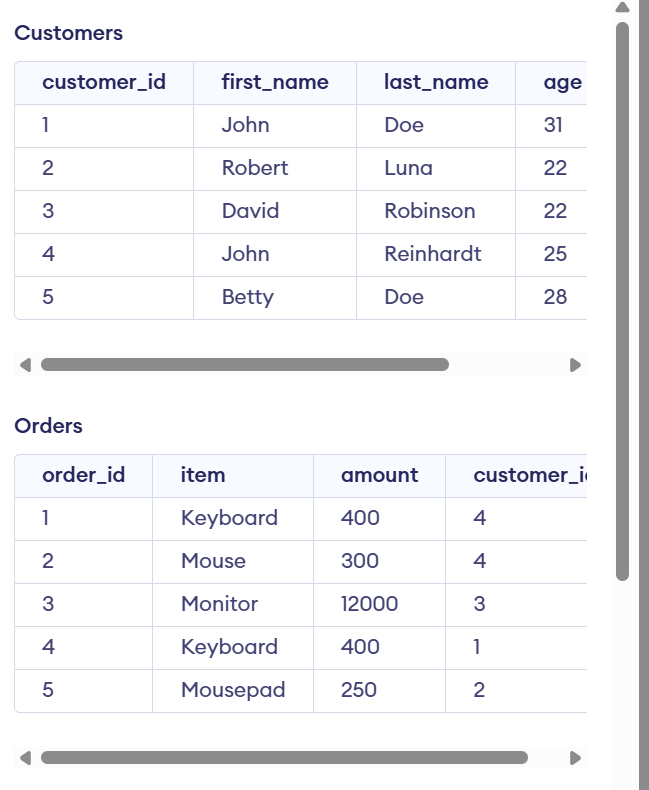 Customers
customer_id first_name last_name age
1 John Doe 31
2 Robert Luna 22
3 David Robinson 22
4 John Reinhardt 25
5 Betty Doe 28
Orders
order_id item amount customer_i
1 Keyboard 400 4
2 Mouse 300 4
3 Monitor 12000 3
4 Keyboard 400 1
5 Mousepad 250 2